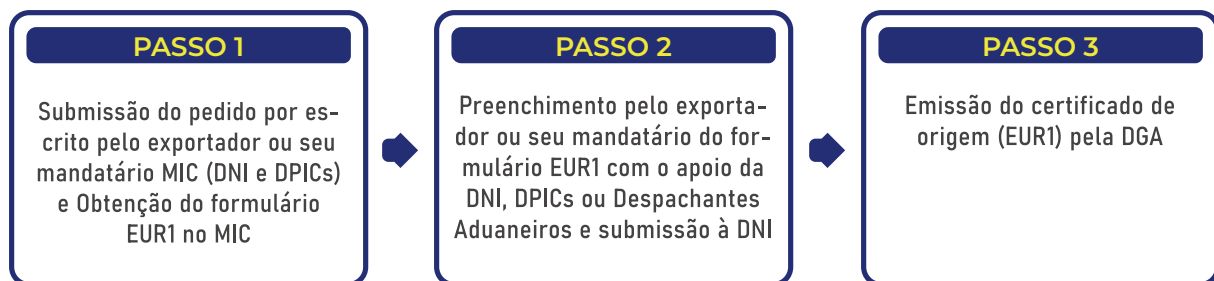 PASSO 1
Submissão do pedido por es-
crito pelo exportador ou seu
mandatário MIC (DNI e DPICs)
e Obtenção do formulário
EUR1 no MIC
PASSO 2
Preenchimento pelo exporta-
dor ou seu mandatário do for-
mulário EUR1 com o apoio da
DNI, DPICs ou Despachantes
Aduaneiros e submissão à DNI
PASSO 3
Emissão do certificado de
origem (EUR1) pela DGA